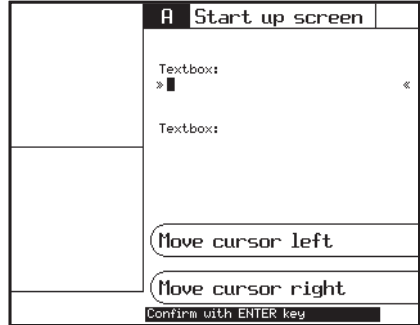 A Start up screen
Textbox:
»█ «
Textbox:
Move cursor left
Move cursor right
Confirm with ENTER key